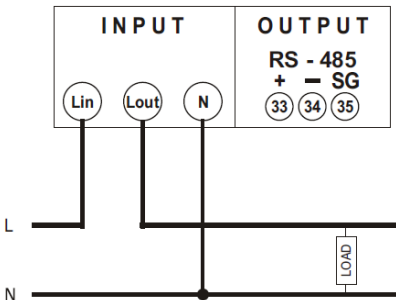 INPUT
OUTPUT
RS - 485
+ − SG
Lin Lout N
33 34 35
L
LOAD
N